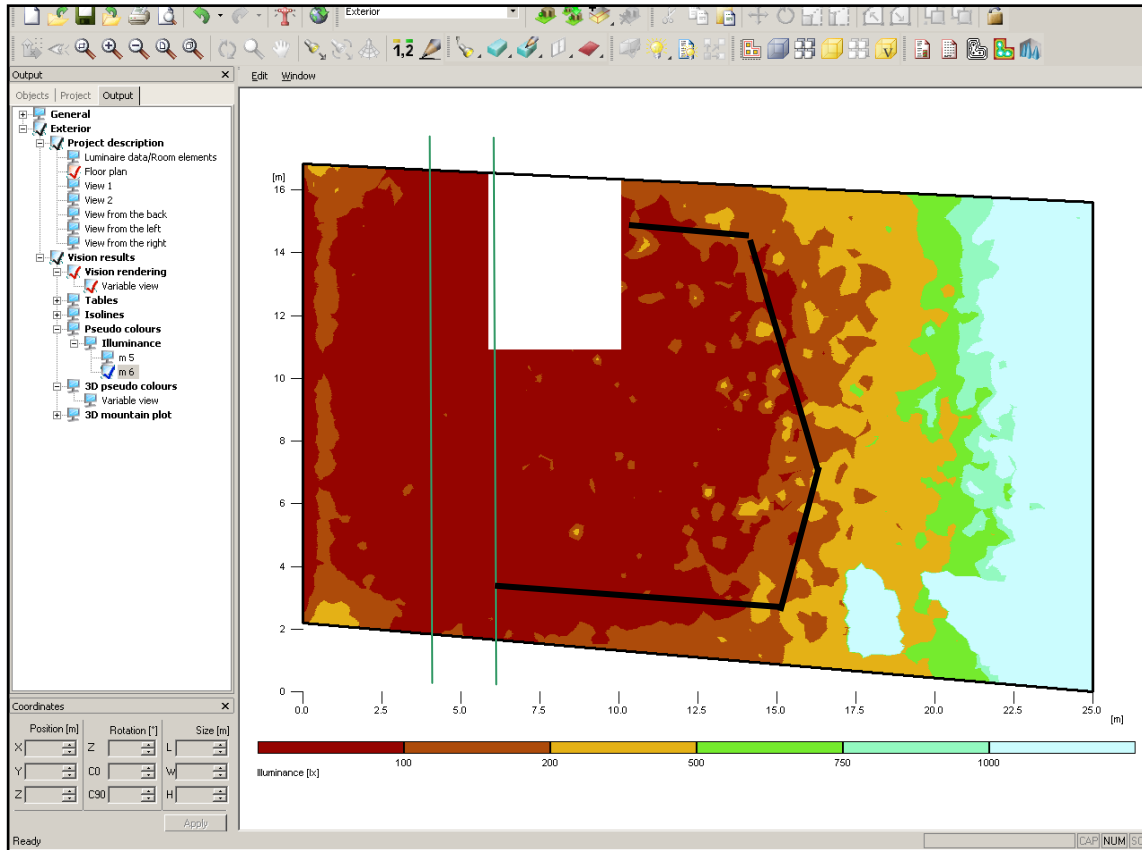 Exterior
1,2
Output
Edit Window
Objects Project Output
General
Exterior
Project description
Luminaire data/Room elements
Floor plan
View 1
View 2
View from the back
View from the left
View from the right
Vision results
Vision rendering
Variable view
Tables
Isolines
Pseudo colours
Illuminance
m 5
m 6
3D pseudo colours
Variable view
3D mountain plot
[m]
16
14
12
10
8
6
4
2
0
0.0 2.5 5.0 7.5 10.0 12.5 15.0 17.5 20.0 22.5 25.0
[m]
100 200 500 750 1000
Illuminance [lx]
Coordinates
Position [m] Rotation [°] Size [m]
X Z L
Y C0 W
Z C90 H
Apply
Ready
CAP NUM SC